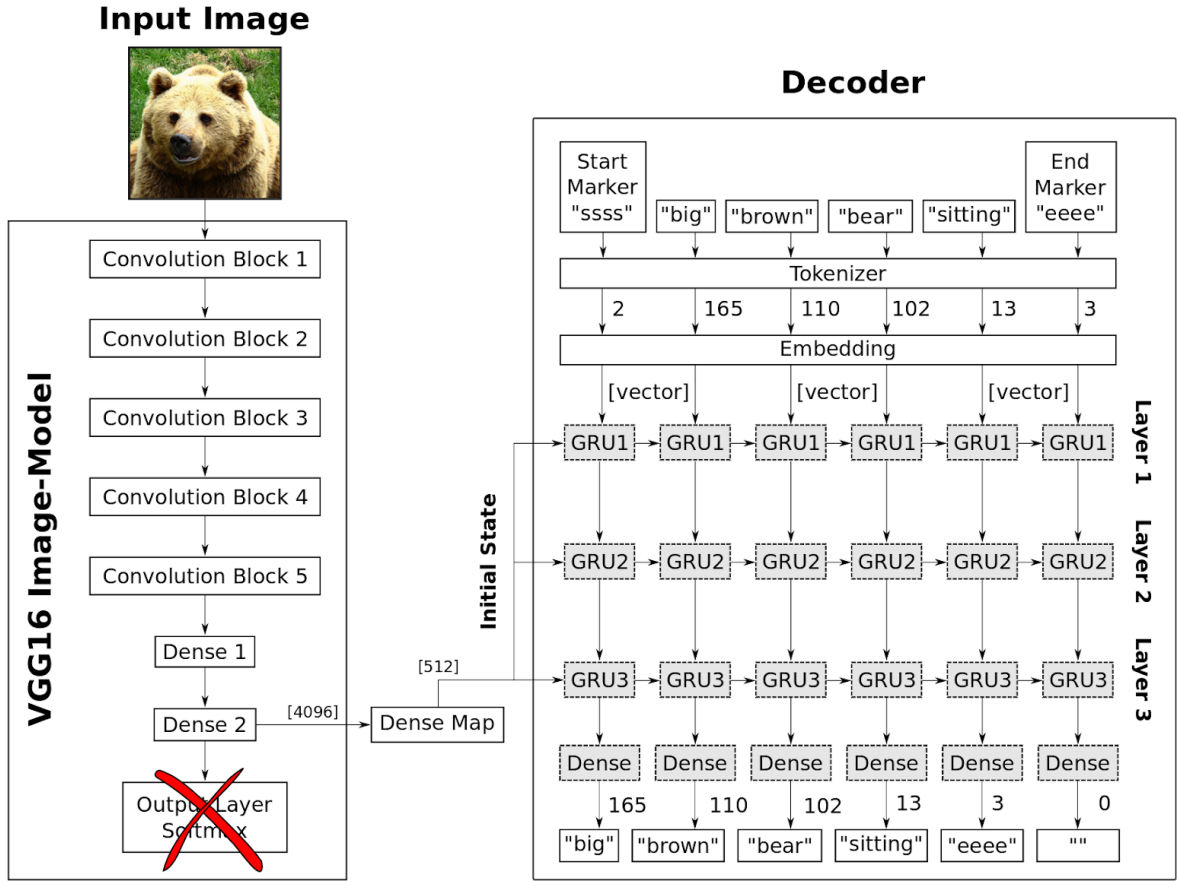 Input Image
Convolution Block 1
Convolution Block 2
Convolution Block 3
Convolution Block 4
Convolution Block 5
Dense 1
Dense 2
Output Layer
Softmax
VGG16 Image-Model
[4096]
Dense Map
[512]
Initial State
Decoder
Start
Marker
"ssss"
"big"
"brown"
"bear"
"sitting"
End
Marker
"eeee"
Tokenizer
2 165 110 102 13 3
Embedding
[vector] [vector] [vector]
GRU1 GRU1 GRU1 GRU1 GRU1 GRU1
Layer 1
GRU2 GRU2 GRU2 GRU2 GRU2 GRU2
Layer 2
GRU3 GRU3 GRU3 GRU3 GRU3 GRU3
Layer 3
Dense Dense Dense Dense Dense Dense
165 110 102 13 3 0
"big" "brown" "bear" "sitting" "eeee" ""